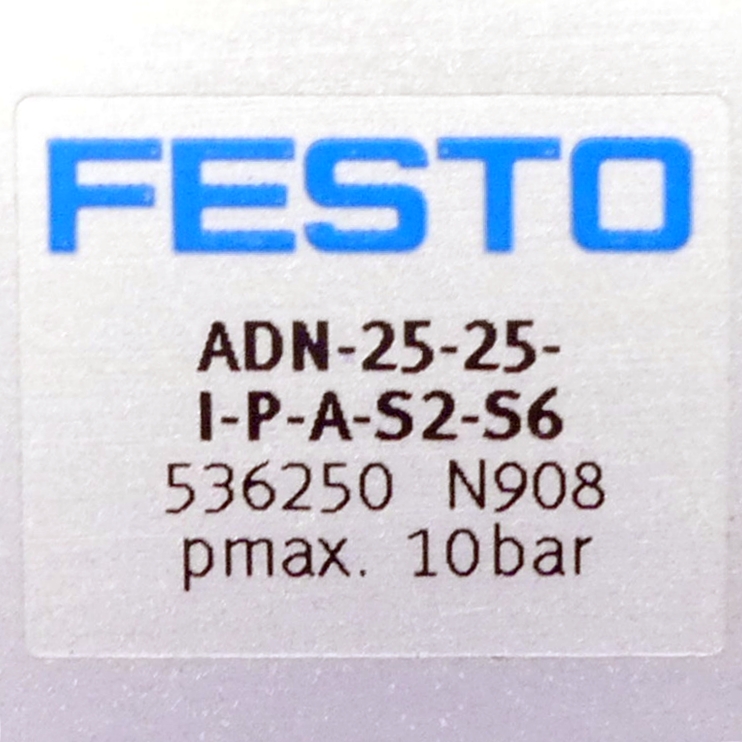 FESTO
ADN-25-25-
I-P-A-S2-S6
536250 N908
pmax. 10bar